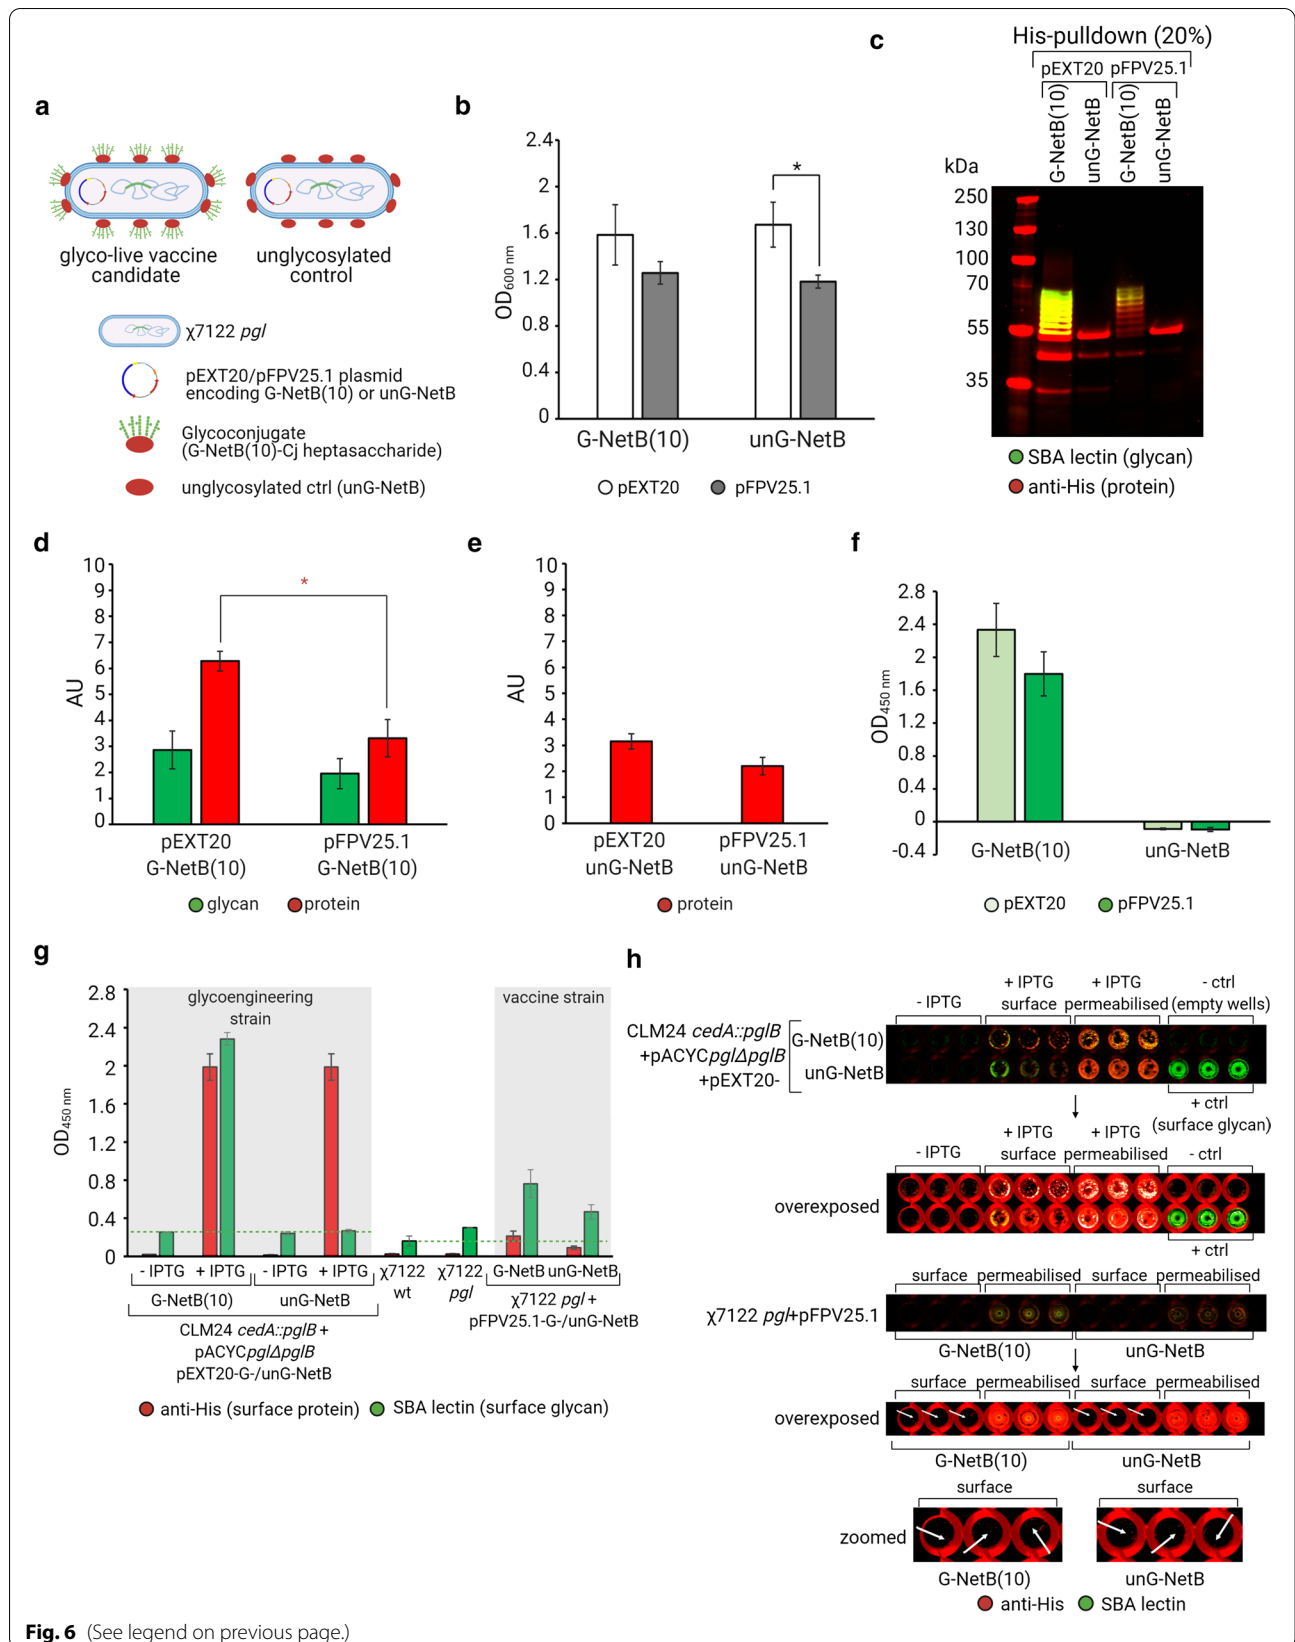 a
glyco-live vaccine
candidate
unglycosylated
control
χ7122 pgl
pEXT20/pFPV25.1 plasmid
encoding G-NetB(10) or unG-NetB
Glycoconjugate
(G-NetB(10)-Cj heptasaccharide)
unglycosylated ctrl (unG-NetB)
b
2.4
2
1.6
1.2
0.8
0.4
0
OD600 nm
*
G-NetB(10)
unG-NetB
pEXT20
pFPV25.1
c
His-pulldown (20%)
pEXT20 pFPV25.1
G-NetB(10)
unG-NetB
G-NetB(10)
unG-NetB
kDa
250
130
100
70
55
35
SBA lectin (glycan)
anti-His (protein)
d
10
9
8
7
6
5
4
3
2
1
0
AU
*
pEXT20
G-NetB(10)
pFPV25.1
G-NetB(10)
glycan
protein
e
10
9
8
7
6
5
4
3
2
1
0
AU
pEXT20
unG-NetB
pFPV25.1
unG-NetB
protein
f
2.8
2.4
2
1.6
1.2
0.8
0.4
0
-0.4
OD450 nm
G-NetB(10)
unG-NetB
pEXT20
pFPV25.1
g
2.8
2.4
2
1.6
1.2
0.8
0.4
0
OD450 nm
glycoengineering
strain
vaccine strain
- IPTG + IPTG - IPTG + IPTG
G-NetB(10)
unG-NetB
CLM24 cedA::pglB +
pACYCpglΔpglB
pEXT20-G-/unG-NetB
χ7122
wt
χ7122
pgl
G-NetB unG-NetB
χ7122 pgl +
pFPV25.1-G-/unG-NetB
anti-His (surface protein)
SBA lectin (surface glycan)
h
- IPTG
+ IPTG
surface
+ IPTG
permeabilised
- ctrl
(empty wells)
CLM24 cedA::pglB
+pACYCpglΔpglB
+pEXT20-
G-NetB(10)
unG-NetB
+ ctrl
(surface glycan)
- IPTG
+ IPTG
surface
+ IPTG
permeabilised
- ctrl
overexposed
+ ctrl
surface permeabilised surface permeabilised
χ7122 pgl+pFPV25.1
G-NetB(10)
unG-NetB
surface permeabilised surface permeabilised
overexposed
G-NetB(10)
unG-NetB
surface
surface
zoomed
G-NetB(10)
unG-NetB
anti-His
SBA lectin
Fig. 6 (See legend on previous page.)